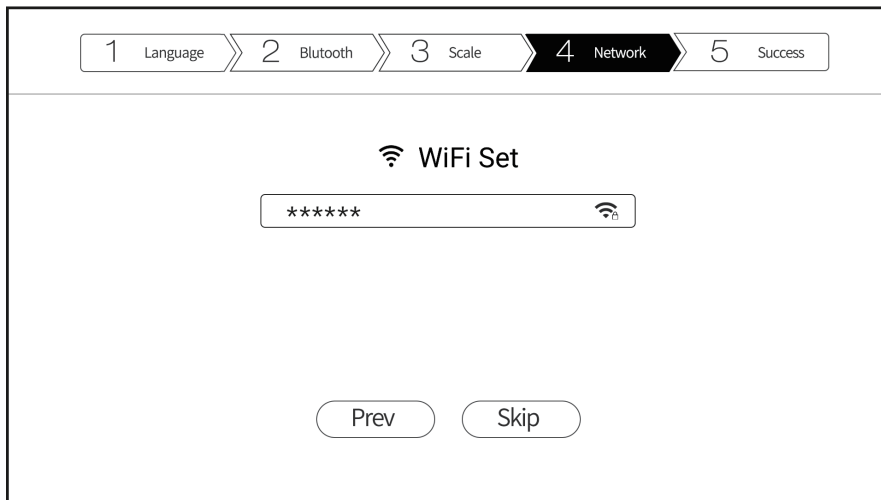 1 Language 2 Blutooth 3 Scale 4 Network 5 Success
WiFi Set
******
Prev Skip